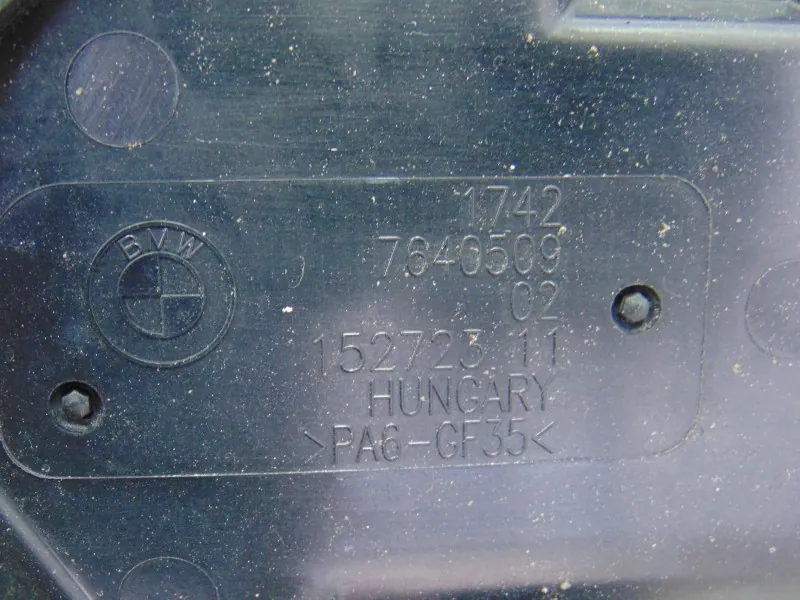 BMW
1742
7640509
02
152723 11
HUNGARY
>PA6-GF35<